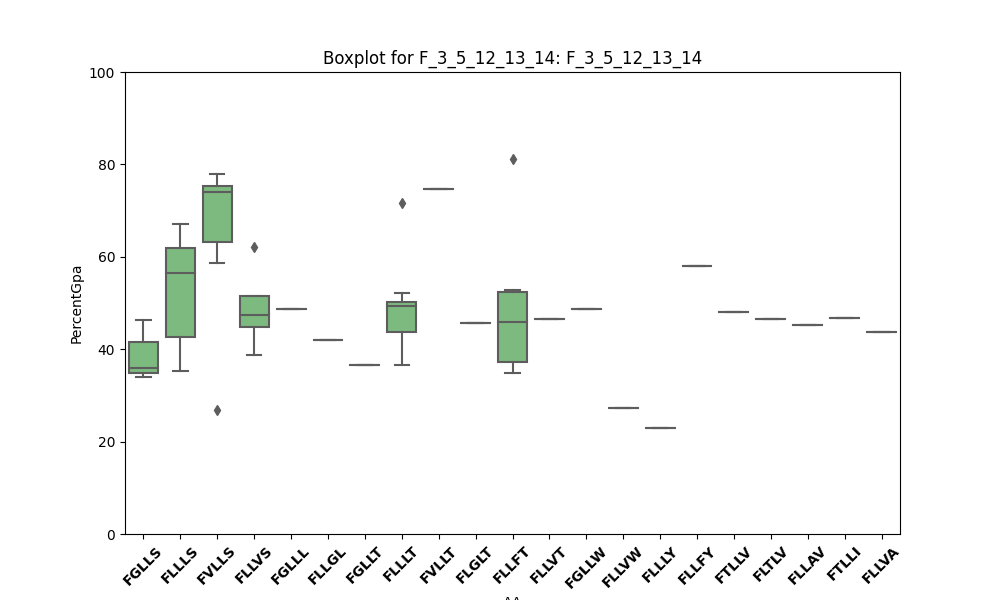 Boxplot for F_3_5_12_13_14: F_3_5_12_13_14
100
80
60
40
20
0
PercentGpa
FGLLS FLLLS FVLLS FLLVS FGLLL FLLGL FGLLT FLLLT FVLLT FLGLT FLLFT FLLVT FGLLW FLLVW FLLLY FLLFY FTLLV FLTLV FLLAV FTLLI FLLVA